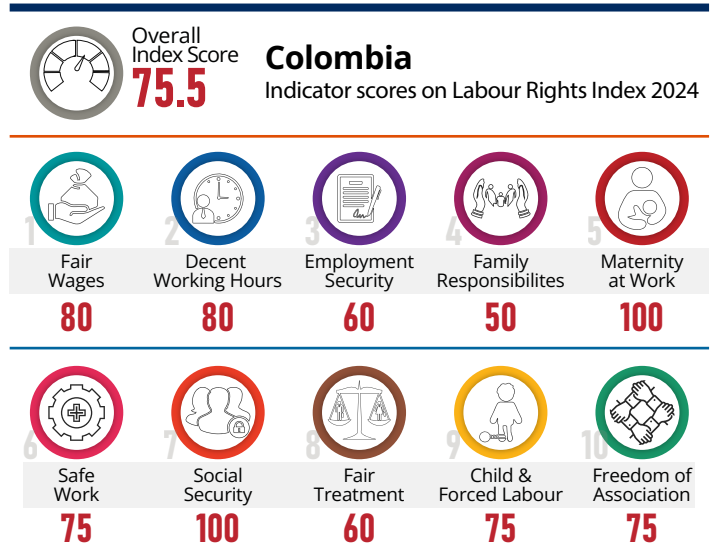 Overall
Index Score
75.5
Colombia
Indicator scores on Labour Rights Index 2024
1
Fair
Wages
80
2
Decent
Working Hours
80
3
Employment
Security
60
4
Family
Responsibilites
50
5
Maternity
at Work
100
6
Safe
Work
75
7
Social
Security
100
8
Fair
Treatment
60
9
Child &
Forced Labour
75
10
Freedom of
Association
75